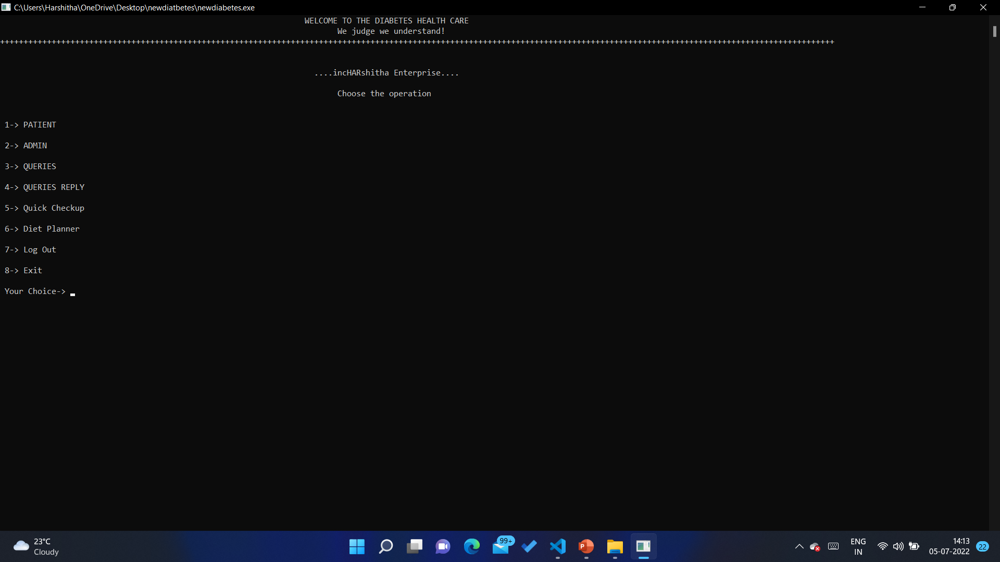 C:\Users\Harshitha\OneDrive\Desktop\newdiatbetes\newdiabetes.exe
WELCOME TO THE DIABETES HEALTH CARE
We judge we understand!
++++++++++++++++++++++++++++++++++++++++++++++++++++++++++++++++++++++++++++++++++++++++++++++++++++++++++++++++++++++++++++++++++++++++++++++++++++++++++++++++++++++++++++++++++
....incHARshitha Enterprise....
Choose the operation
1-> PATIENT
2-> ADMIN
3-> QUERIES
4-> QUERIES REPLY
5-> Quick Checkup
6-> Diet Planner
7-> Log Out
8-> Exit
Your Choice->
23°C
Cloudy
99+
P
ENG
IN
14:13
05-07-2022
22